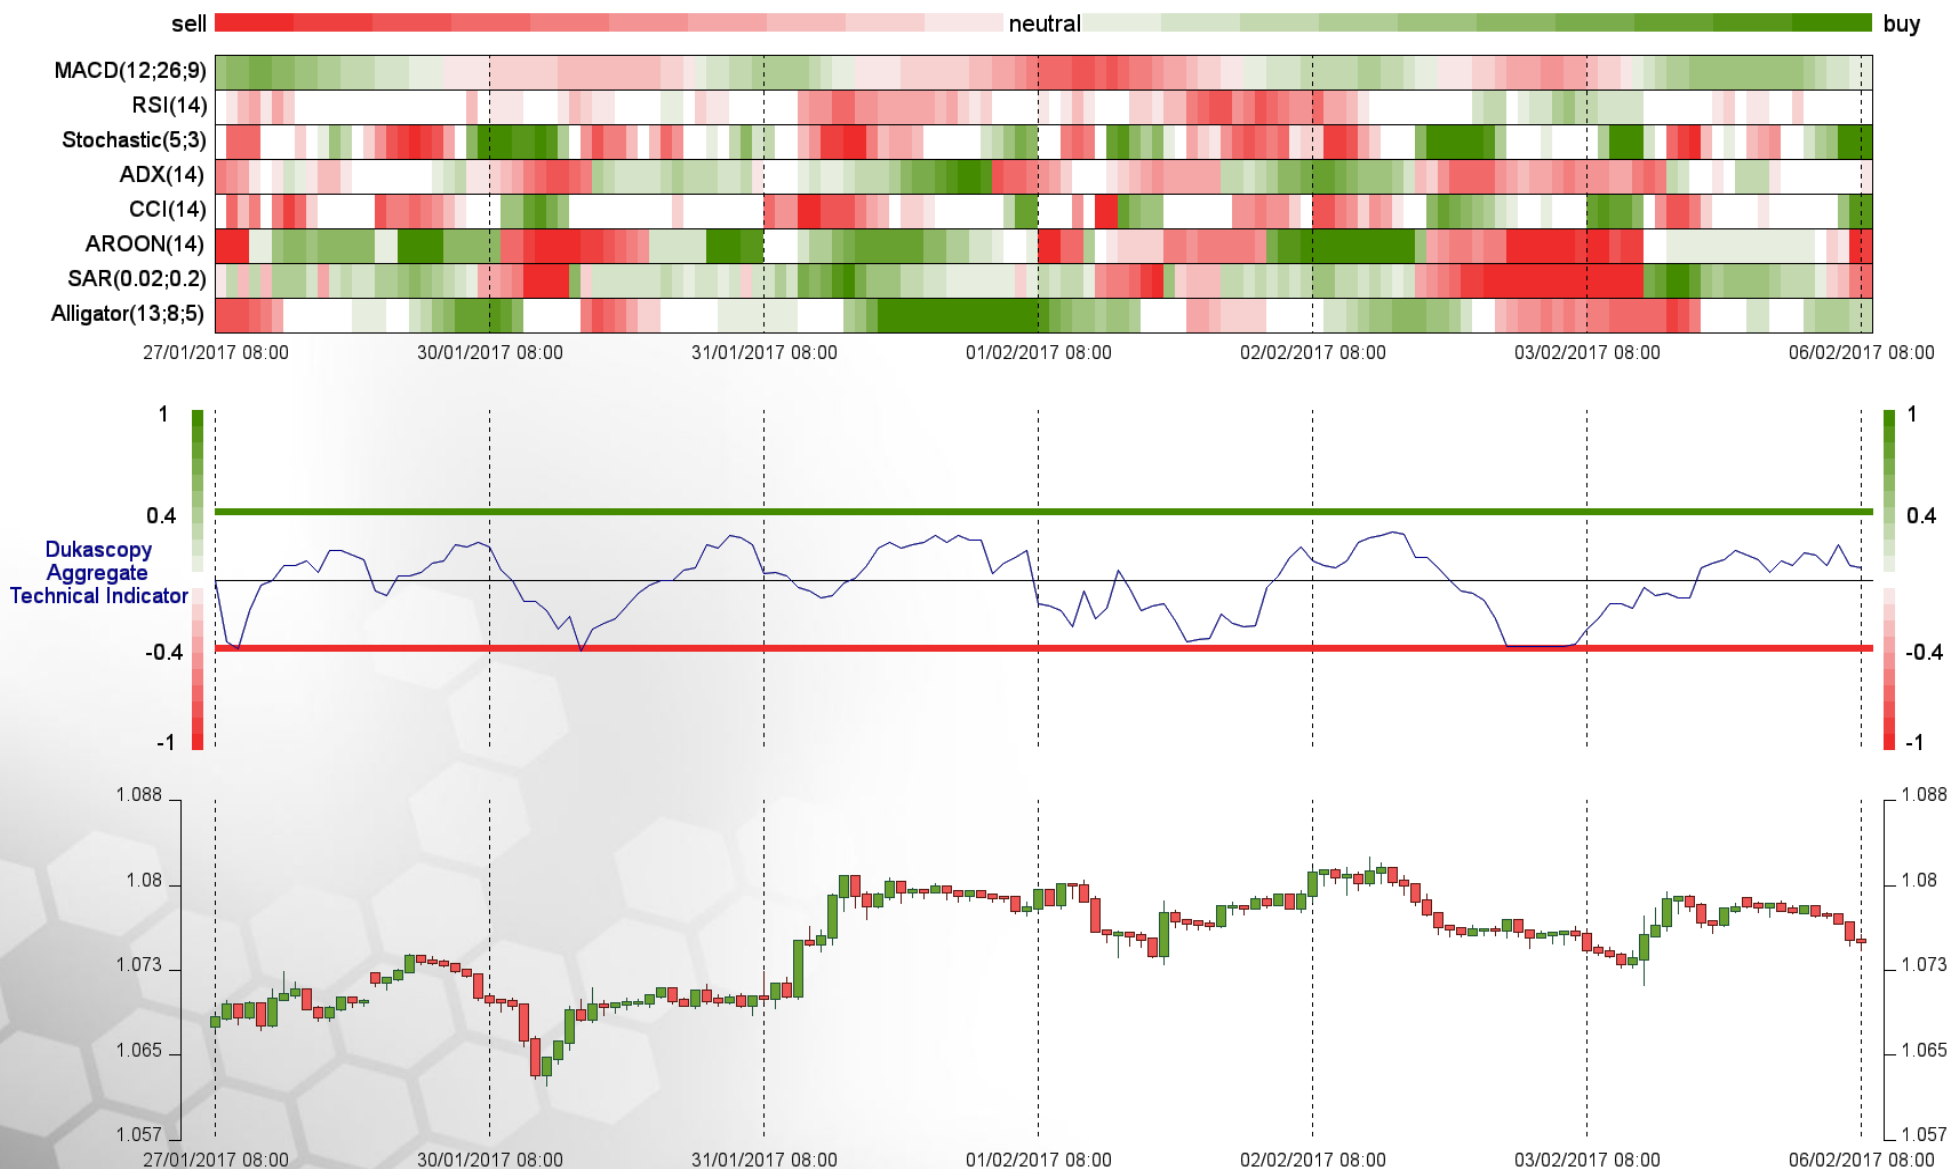 sell neutral buy
MACD(12;26;9)
RSI(14)
Stochastic(5;3)
ADX(14)
CCI(14)
AROON(14)
SAR(0.02;0.2)
Alligator(13;8;5)
27/01/2017 08:00 30/01/2017 08:00 31/01/2017 08:00 01/02/2017 08:00 02/02/2017 08:00 03/02/2017 08:00 06/02/2017 08:00
1 1
0.4 0.4
Dukascopy
Aggregate
Technical Indicator
-0.4 -0.4
-1 -1
1.088 1.088
1.08 1.08
1.073 1.073
1.065 1.065
1.057 1.057
27/01/2017 08:00 30/01/2017 08:00 31/01/2017 08:00 01/02/2017 08:00 02/02/2017 08:00 03/02/2017 08:00 06/02/2017 08:00